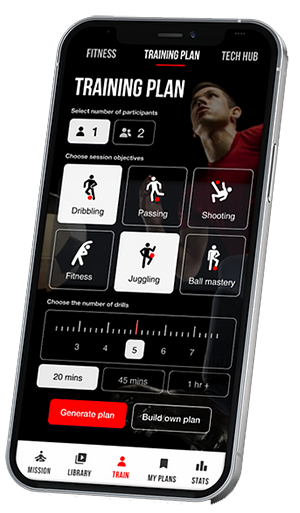 FITNESS TRAINING PLAN TECH HUB
TRAINING PLAN
Select number of participants
1 2
Choose session objectives
Dribbling Passing Shooting
Fitness Juggling Ball mastery
Choose the number of drills
3 4 5 6 7
20 mins 45 mins 1 hr +
Generate plan Build own plan
MISSION LIBRARY TRAIN MY PLANS STATS